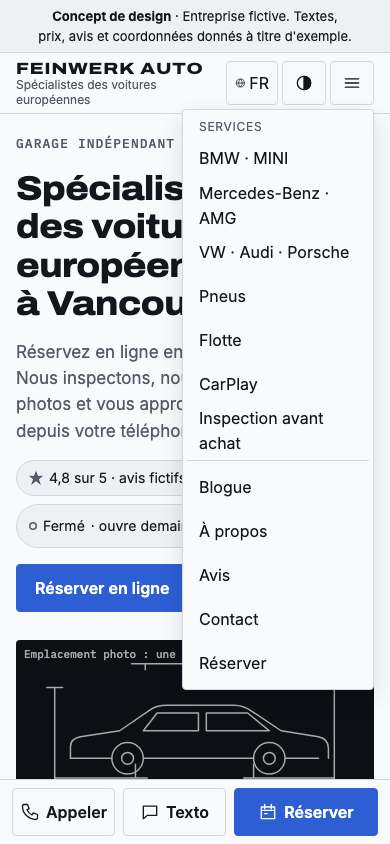 Concept de design · Entreprise fictive. Textes,
prix, avis et coordonnées donnés à titre d'exemple.
FEINWERK AUTO
Spécialistes des voitures
européennes
FR
GARAGE INDÉPENDANT
Spécialis
des voitu
européen
à Vancou
Réservez en ligne en
Nous inspectons, no
photos et vous appro
depuis votre télépho
4,8 sur 5 · avis fictifs
Fermé · ouvre demai
Réserver en ligne
SERVICES
BMW · MINI
Mercedes-Benz ·
AMG
VW · Audi · Porsche
Pneus
Flotte
CarPlay
Inspection avant
achat
Blogue
À propos
Avis
Contact
Réserver
Emplacement photo : une
Appeler
Texto
Réserver